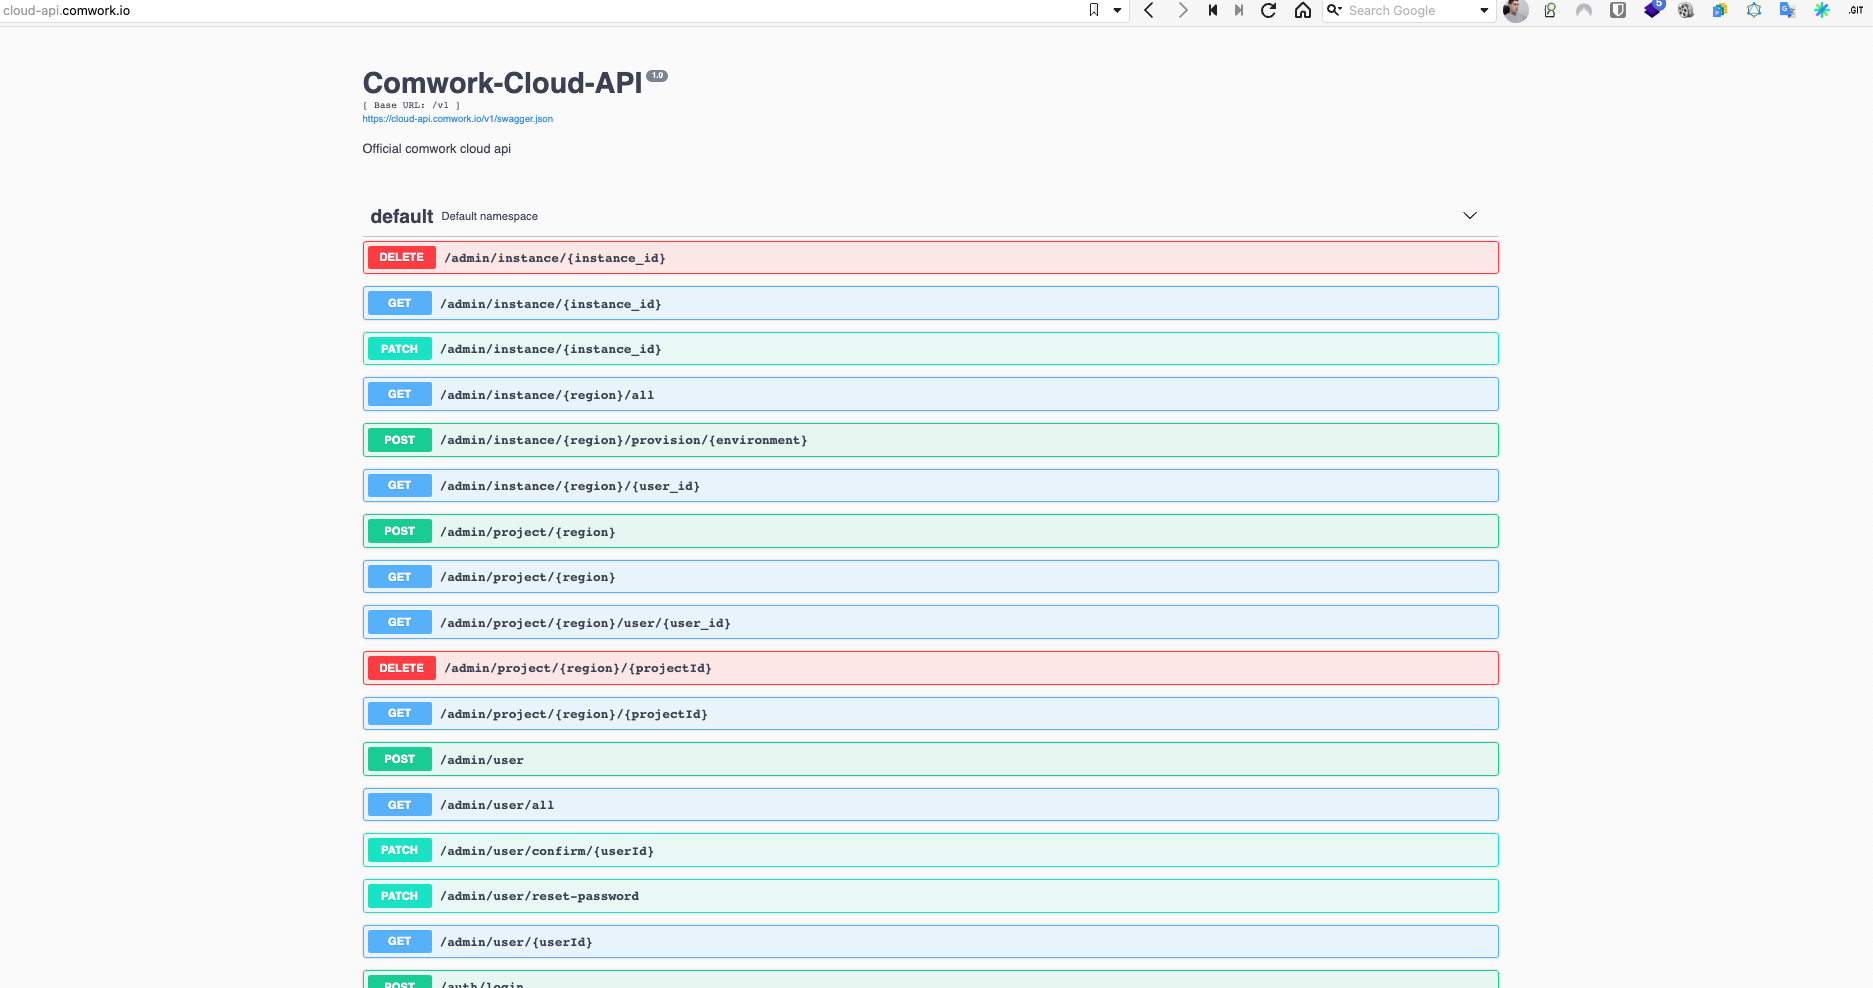 cloud-api.comwork.io
Search Google
5
.GIT
Comwork-Cloud-API 1.0
[ Base URL: /v1 ]
https://cloud-api.comwork.io/v1/swagger.json
Official comwork cloud api
default Default namespace
DELETE /admin/instance/{instance_id}
GET /admin/instance/{instance_id}
PATCH /admin/instance/{instance_id}
GET /admin/instance/{region}/all
POST /admin/instance/{region}/provision/{environment}
GET /admin/instance/{region}/{user_id}
POST /admin/project/{region}
GET /admin/project/{region}
GET /admin/project/{region}/user/{user_id}
DELETE /admin/project/{region}/{projectId}
GET /admin/project/{region}/{projectId}
POST /admin/user
GET /admin/user/all
PATCH /admin/user/confirm/{userId}
PATCH /admin/user/reset-password
GET /admin/user/{userId}
POST /auth/login